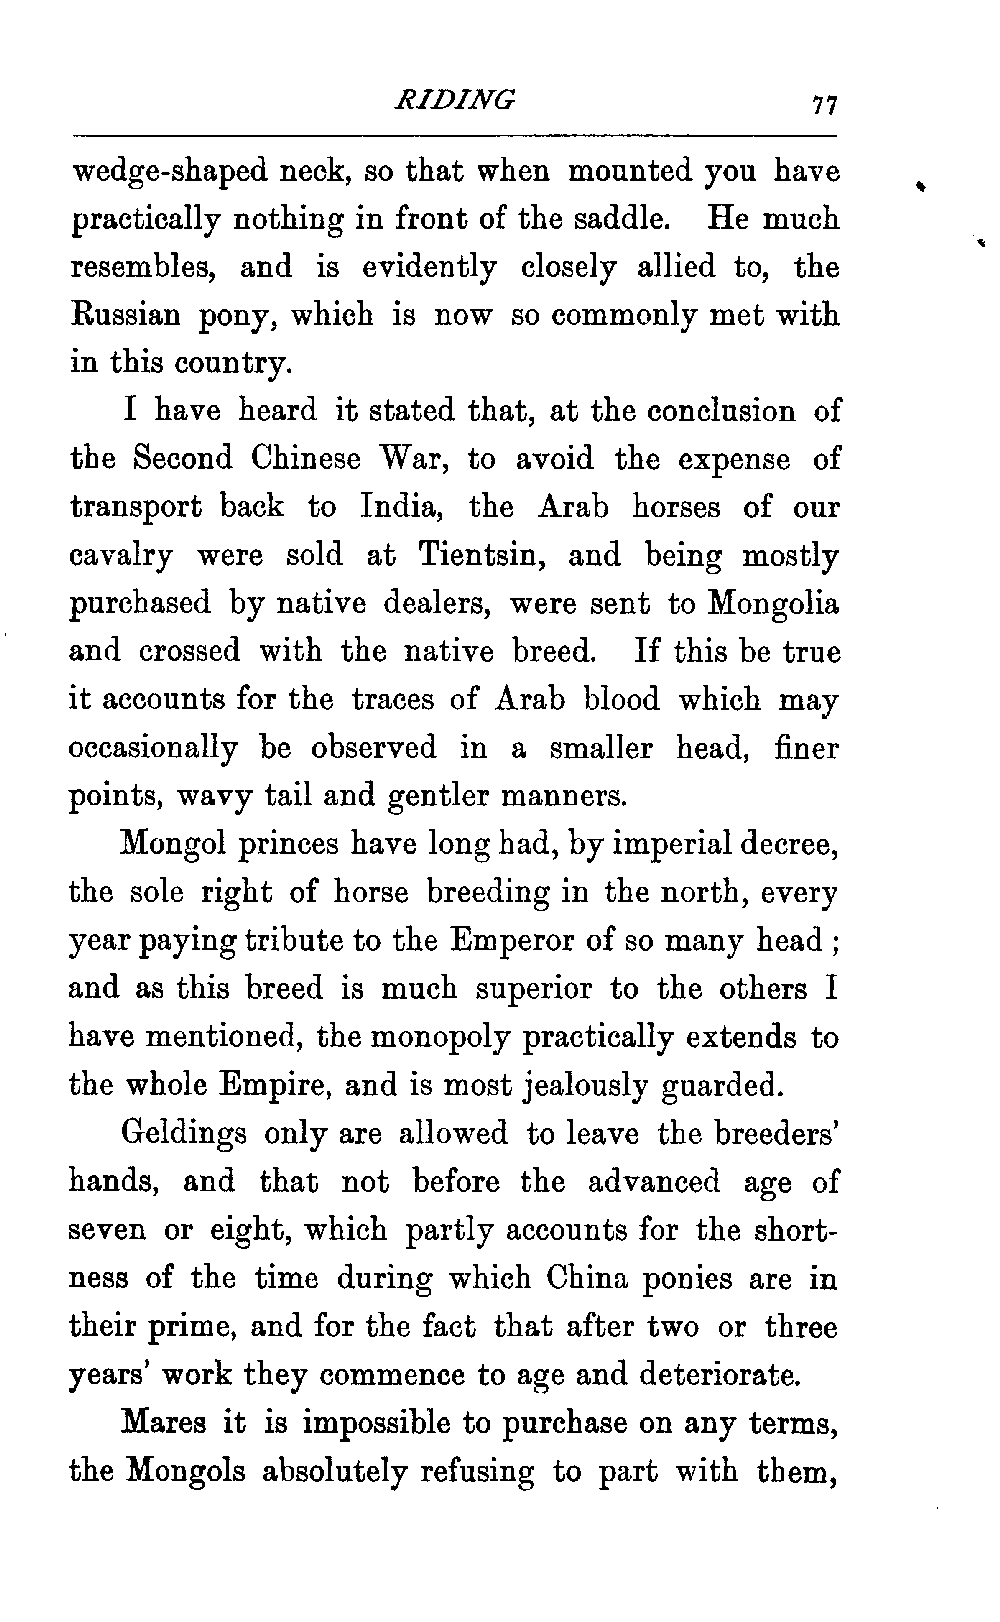 RIDING 77
wedge-shaped neck, so that when mounted you have
practically nothing in front of the saddle. He much
resembles, and is evidently closely allied to, the
Russian pony, which is now so commonly met with
in this country.
I have heard it stated that, at the conclusion of
the Second Chinese War, to avoid the expense of
transport back to India, the Arab horses of our
cavalry were sold at Tientsin, and being mostly
purchased by native dealers, were sent to Mongolia
and crossed with the native breed. If this be true
it accounts for the traces of Arab blood which may
occasionally be observed in a smaller head, finer
points, wavy tail and gentler manners.
Mongol princes have long had, by imperial decree,
the sole right of horse breeding in the north, every
year paying tribute to the Emperor of so many head ;
and as this breed is much superior to the others I
have mentioned, the monopoly practically extends to
the whole Empire, and is most jealously guarded.
Geldings only are allowed to leave the breeders'
hands, and that not before the advanced age of
seven or eight, which partly accounts for the short-
ness of the time during which China ponies are in
their prime, and for the fact that after two or three
years' work they commence to age and deteriorate.
Mares it is impossible to purchase on any terms,
the Mongols absolutely refusing to part with them,